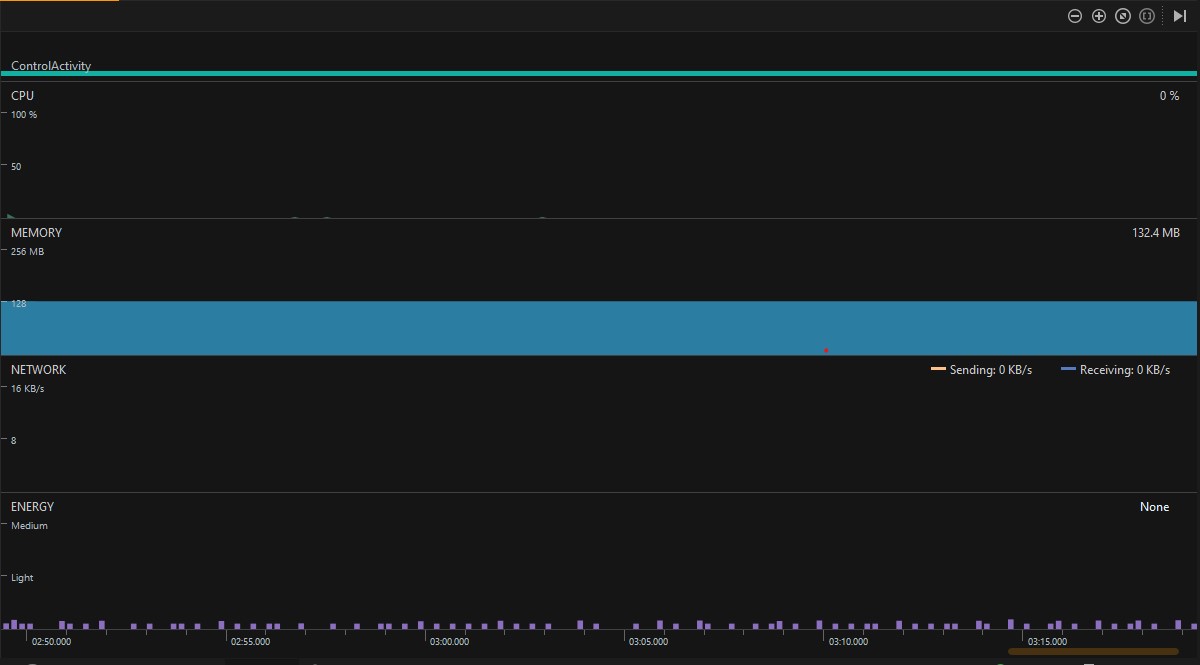 ControlActivity
CPU 0 %
100 %
50
MEMORY 132.4 MB
256 MB
128
NETWORK Sending: 0 KB/s Receiving: 0 KB/s
16 KB/s
8
ENERGY None
Medium
Light
02:50.000 02:55.000 03:00.000 03:05.000 03:10.000 03:15.000